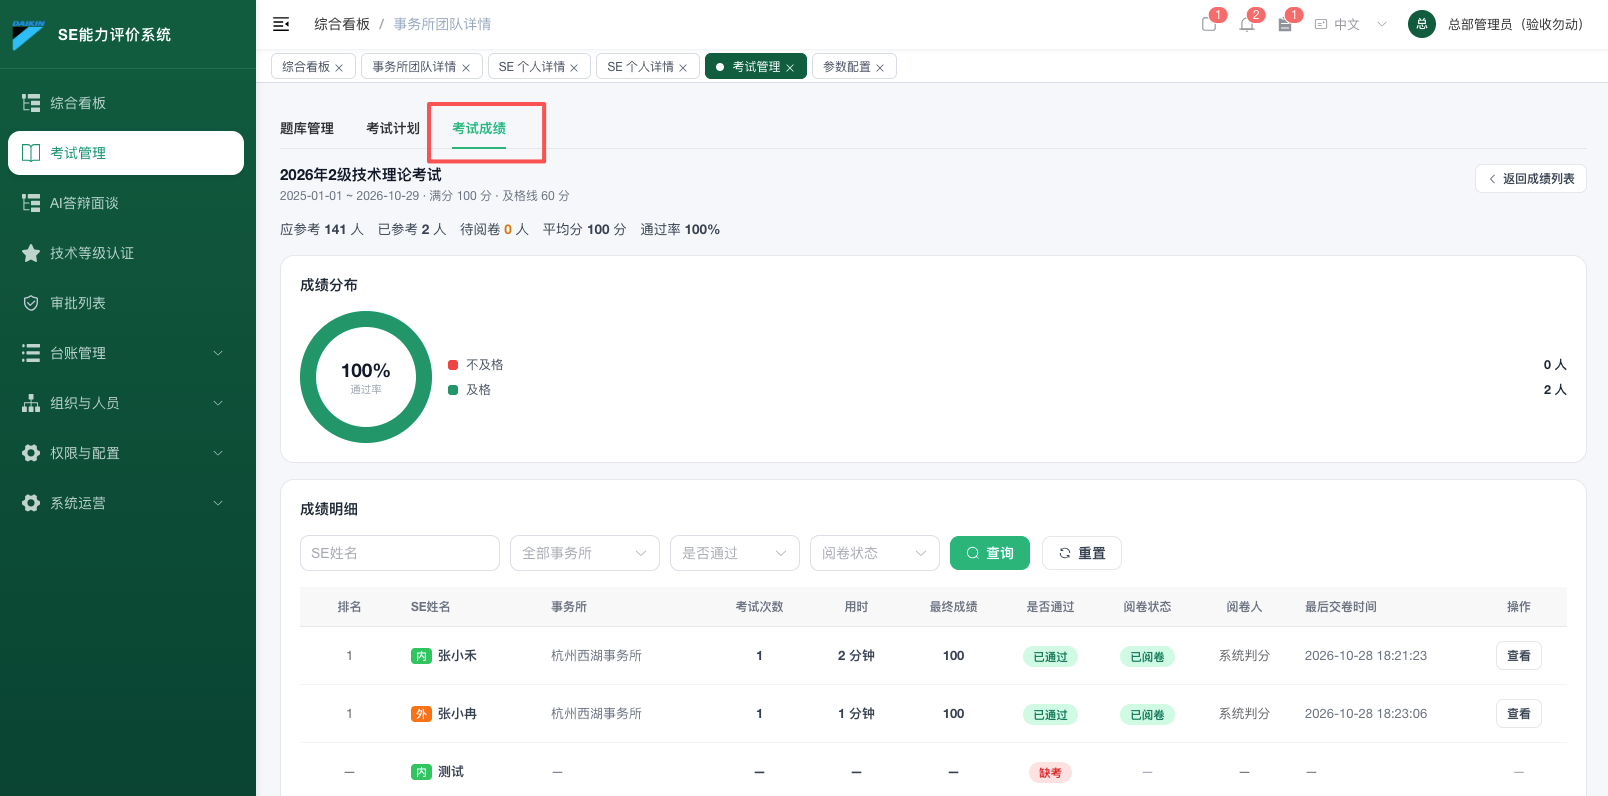 DAIKIN
SE能力评价系统
综合看板 / 事务所团队详情
1
2
1
中文
总
总部管理员（验收勿动）
综合看板 ×
事务所团队详情 ×
SE 个人详情 ×
SE 个人详情 ×
考试管理 ×
参数配置 ×
综合看板
考试管理
AI答辩面谈
技术等级认证
审批列表
台账管理
组织与人员
权限与配置
系统运营
题库管理
考试计划
考试成绩
2026年2级技术理论考试
2025-01-01 ~ 2026-10-29 · 满分 100 分 · 及格线 60 分
返回成绩列表
应参考 141 人 已参考 2 人 待阅卷 0 人 平均分 100 分 通过率 100%
成绩分布
100%
通过率
不及格 0 人
及格 2 人
成绩明细
SE姓名 全部事务所 是否通过 阅卷状态 查询 重置
排名 SE姓名 事务所 考试次数 用时 最终成绩 是否通过 阅卷状态 阅卷人 最后交卷时间 操作
1 内 张小禾 杭州西湖事务所 1 2 分钟 100 已通过 已阅卷 系统判分 2026-10-28 18:21:23 查看
1 外 张小冉 杭州西湖事务所 1 1 分钟 100 已通过 已阅卷 系统判分 2026-10-28 18:23:06 查看
— 内 测试 — — — — 缺考 — — — —